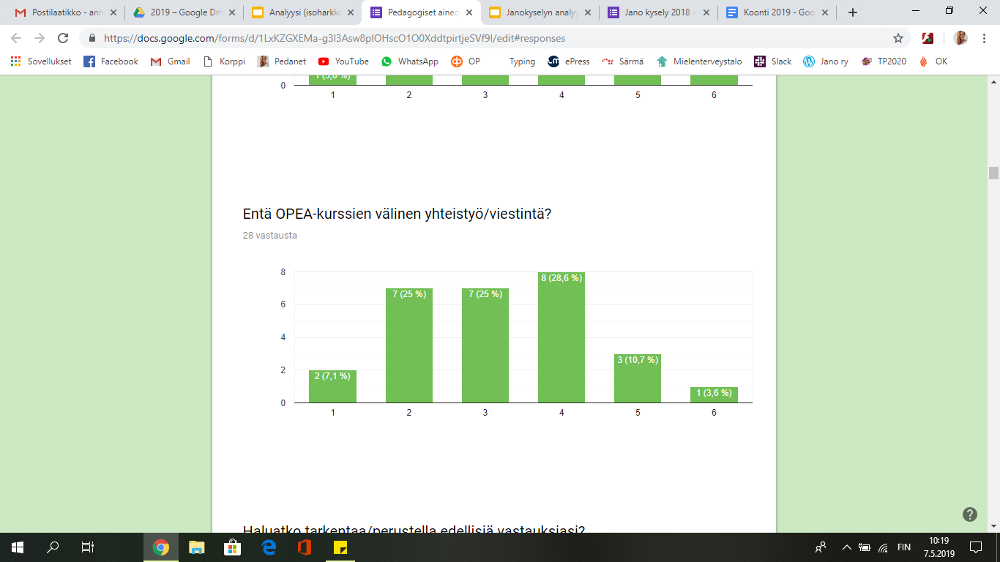 Postilaatikko - ann
2019 – Google Dri
Analyysi (isoharkka
Pedagogiset aineo
Janokyselyn analyy
Jano kysely 2018 -
Koonti 2019 - Goo
https://docs.google.com/forms/d/1LxKZGXEMa-g3I3Asw8pIOHscO1O0XddtpirtjeSVf9I/edit#responses
Sovellukset Facebook Gmail Korppi Pedanet YouTube WhatsApp OP Typing ePress Särmä Mielenterveystalo Slack Jano ry TP2020 OK
1 (3,6 %)
0
1 2 3 4 5 6
Entä OPEA-kurssien välinen yhteistyö/viestintä?
28 vastausta
8
6
4
2
0
2 (7,1 %) 7 (25 %) 7 (25 %) 8 (28,6 %) 3 (10,7 %) 1 (3,6 %)
1 2 3 4 5 6
Haluatko tarkentaa/perustella edellisiä vastauksiasi?
FIN
10:19
7.5.2019